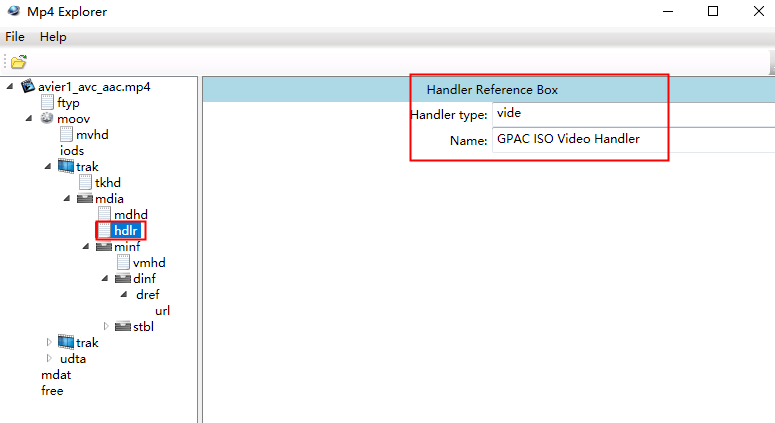 Mp4 Explorer
File Help
avier1_avc_aac.mp4
ftyp
moov
mvhd
iods
trak
tkhd
mdia
mdhd
hdlr
minf
vmhd
dinf
dref
url
stbl
trak
udta
mdat
free
Handler Reference Box
Handler type: vide
Name: GPAC ISO Video Handler